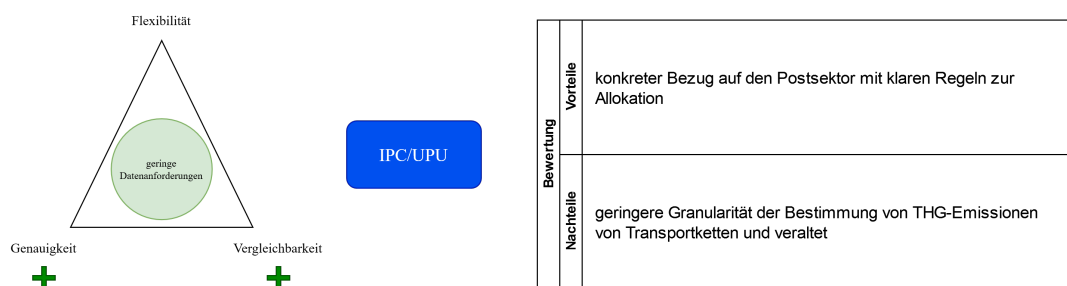 Flexibilität
geringe
Datenanforderungen
Genauigkeit
Vergleichbarkeit
IPC/UPU
Bewertung
Vorteile
konkreter Bezug auf den Postsektor mit klaren Regeln zur
Allokation
Nachteile
geringere Granularität der Bestimmung von THG-Emissionen
von Transportketten und veraltet